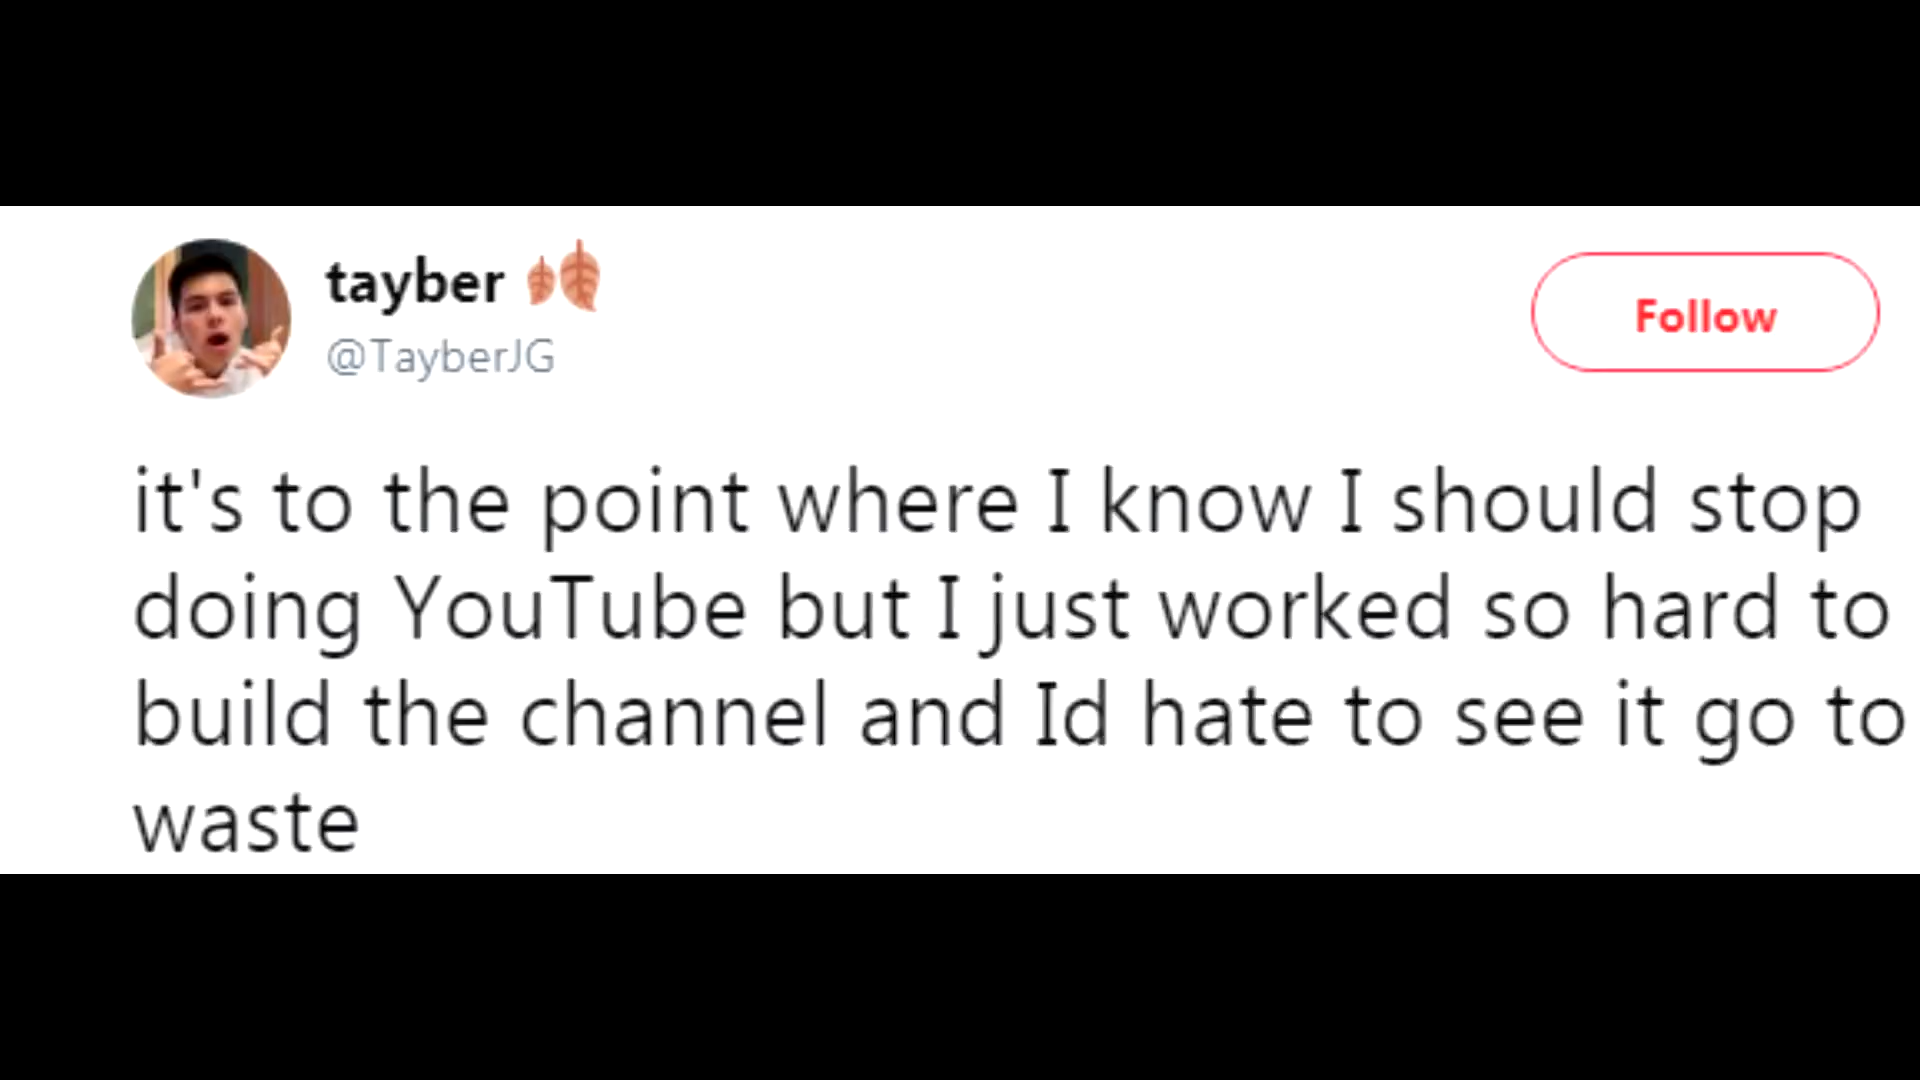 tayber 🍂
@TayberJG
Follow
it's to the point where I know I should stop
doing YouTube but I just worked so hard to
build the channel and Id hate to see it go to
waste